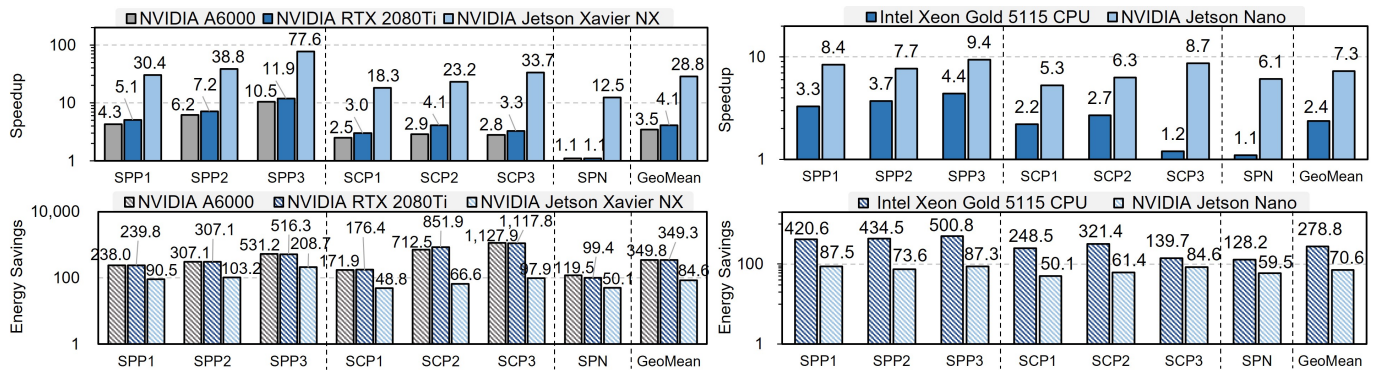 NVIDIA A6000 NVIDIA RTX 2080Ti NVIDIA Jetson Xavier NX
Speedup
100
10
1
4.3 5.1 30.4 6.2 7.2 38.8 10.5 11.9 77.6 2.5 3.0 18.3 2.9 4.1 23.2 2.8 3.3 33.7 1.1 1.1 12.5 3.5 4.1 28.8
SPP1 SPP2 SPP3 SCP1 SCP2 SCP3 SPN GeoMean
Intel Xeon Gold 5115 CPU NVIDIA Jetson Nano
Speedup
10
1
3.3 8.4 3.7 7.7 4.4 9.4 2.2 5.3 2.7 6.3 1.2 8.7 1.1 6.1 2.4 7.3
SPP1 SPP2 SPP3 SCP1 SCP2 SCP3 SPN GeoMean
NVIDIA A6000 NVIDIA RTX 2080Ti NVIDIA Jetson Xavier NX
Energy Savings
10,000
100
1
238.0 239.8 90.5 307.1 307.1 103.2 531.2 516.3 208.7 171.9 176.4 48.8 712.5 851.9 66.6 1,127.9 1,117.8 97.9 119.5 99.4 50.1 349.8 349.3 84.6
SPP1 SPP2 SPP3 SCP1 SCP2 SCP3 SPN GeoMean
Intel Xeon Gold 5115 CPU NVIDIA Jetson Nano
Energy Savings
100
1
420.6 87.5 434.5 73.6 500.8 87.3 248.5 50.1 321.4 61.4 139.7 84.6 128.2 59.5 278.8 70.6
SPP1 SPP2 SPP3 SCP1 SCP2 SCP3 SPN GeoMean